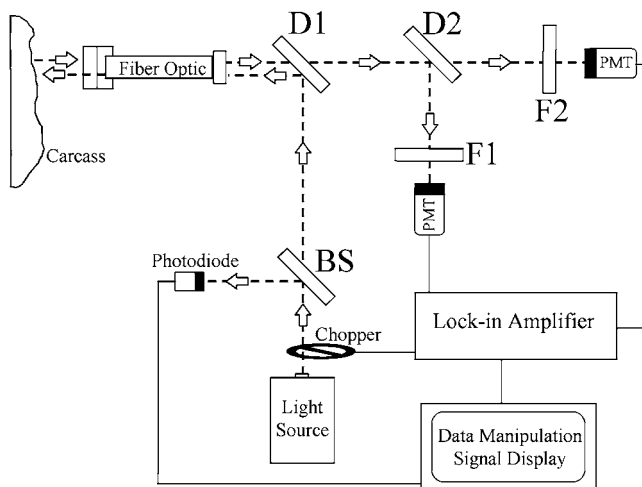 D1
D2
Fiber Optic
PMT
F2
Carcass
F1
PMT
Photodiode
BS
Chopper
Lock-in Amplifier
Light
Source
Data Manipulation
Signal Display